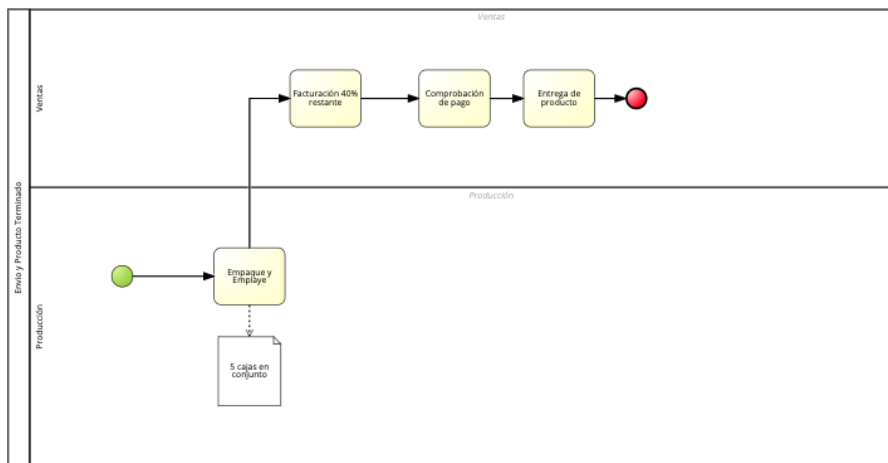 Envío y Producto Terminado
Ventas
Ventas
Facturación 40%
restante
Comprobación
de pago
Entrega de
producto
Producción
Producción
Empaque y
Emplaye
5 cajas en
conjunto